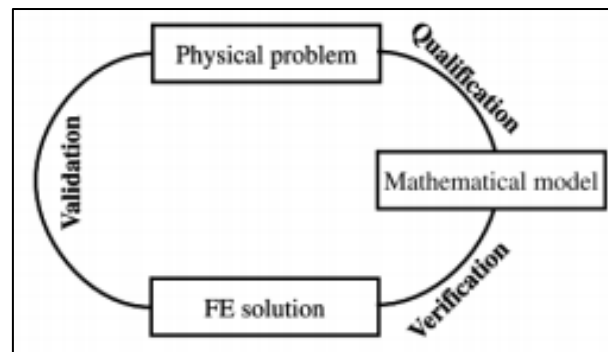 Physical problem
Qualification
Validation
Mathematical model
FE solution
Verification